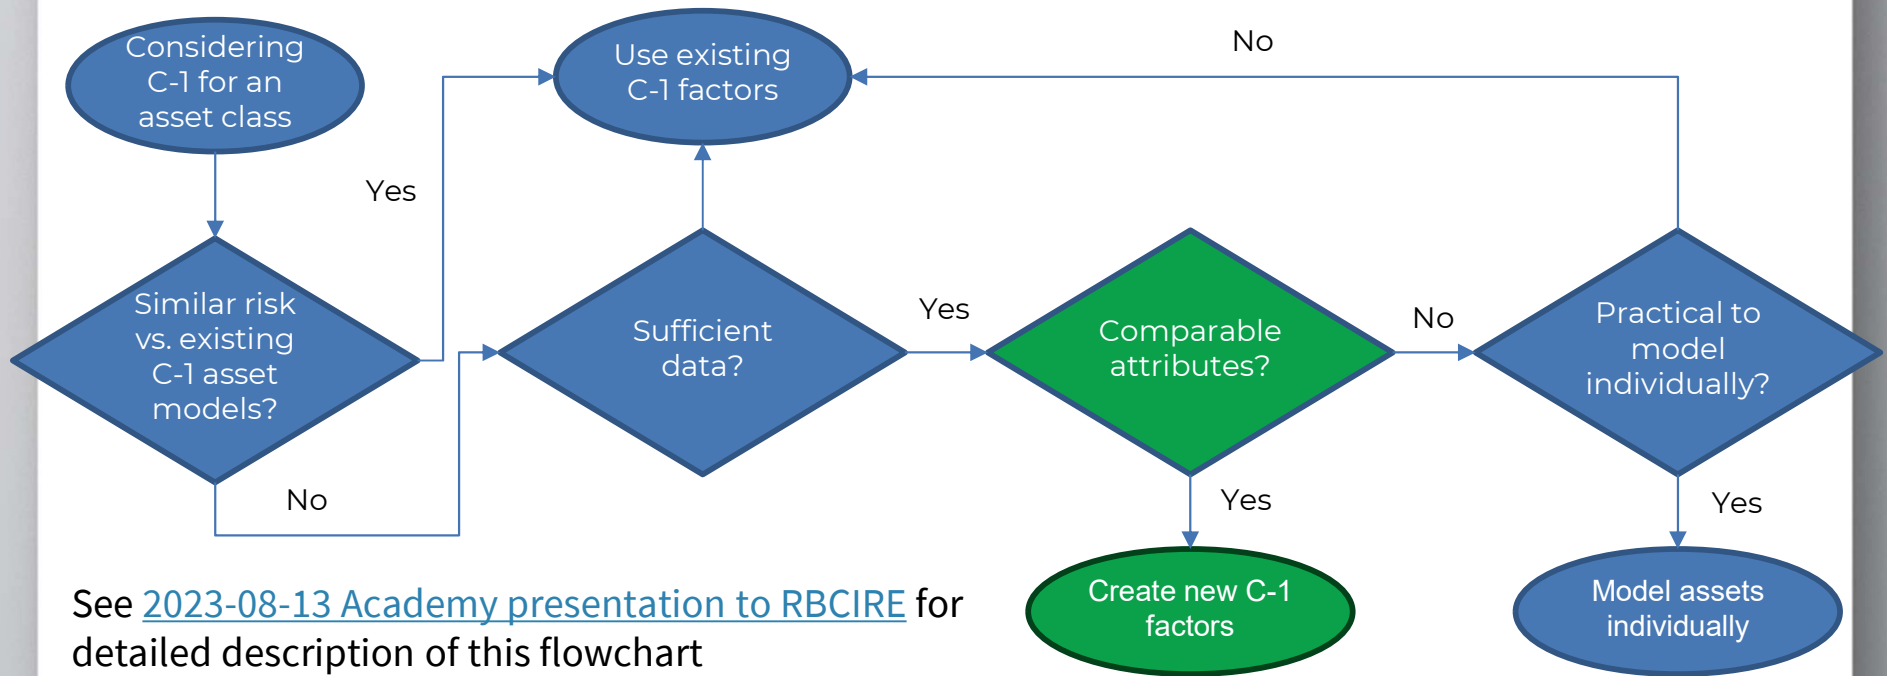 Considering
C-1 for an
asset class
Use existing
C-1 factors
No
Yes
Similar risk
vs. existing
C-1 asset
models?
Sufficient
data?
Yes
Comparable
attributes?
No
Practical to
model
individually?
No
Yes
Yes
Create new C-1
factors
Model assets
individually
See 2023-08-13 Academy presentation to RBCIRE for
detailed description of this flowchart